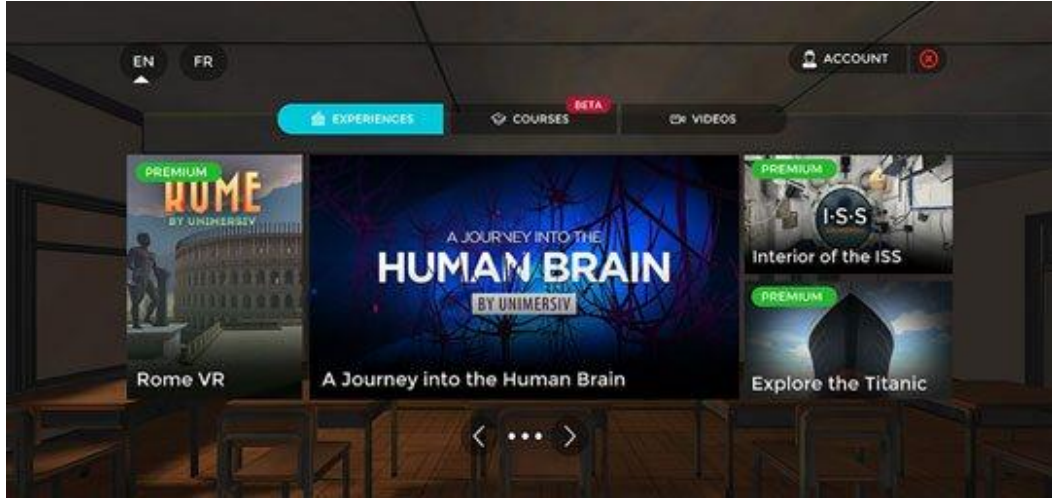 EN
FR
ACCOUNT
EXPERIENCES
COURSES
BETA
VIDEOS
PREMIUM
ROME
BY UNIMERSIV
Rome VR
A JOURNEY INTO THE
HUMAN BRAIN
BY UNIMERSIV
A Journey into the Human Brain
PREMIUM
I·S·S
Interior of the ISS
PREMIUM
Explore the Titanic